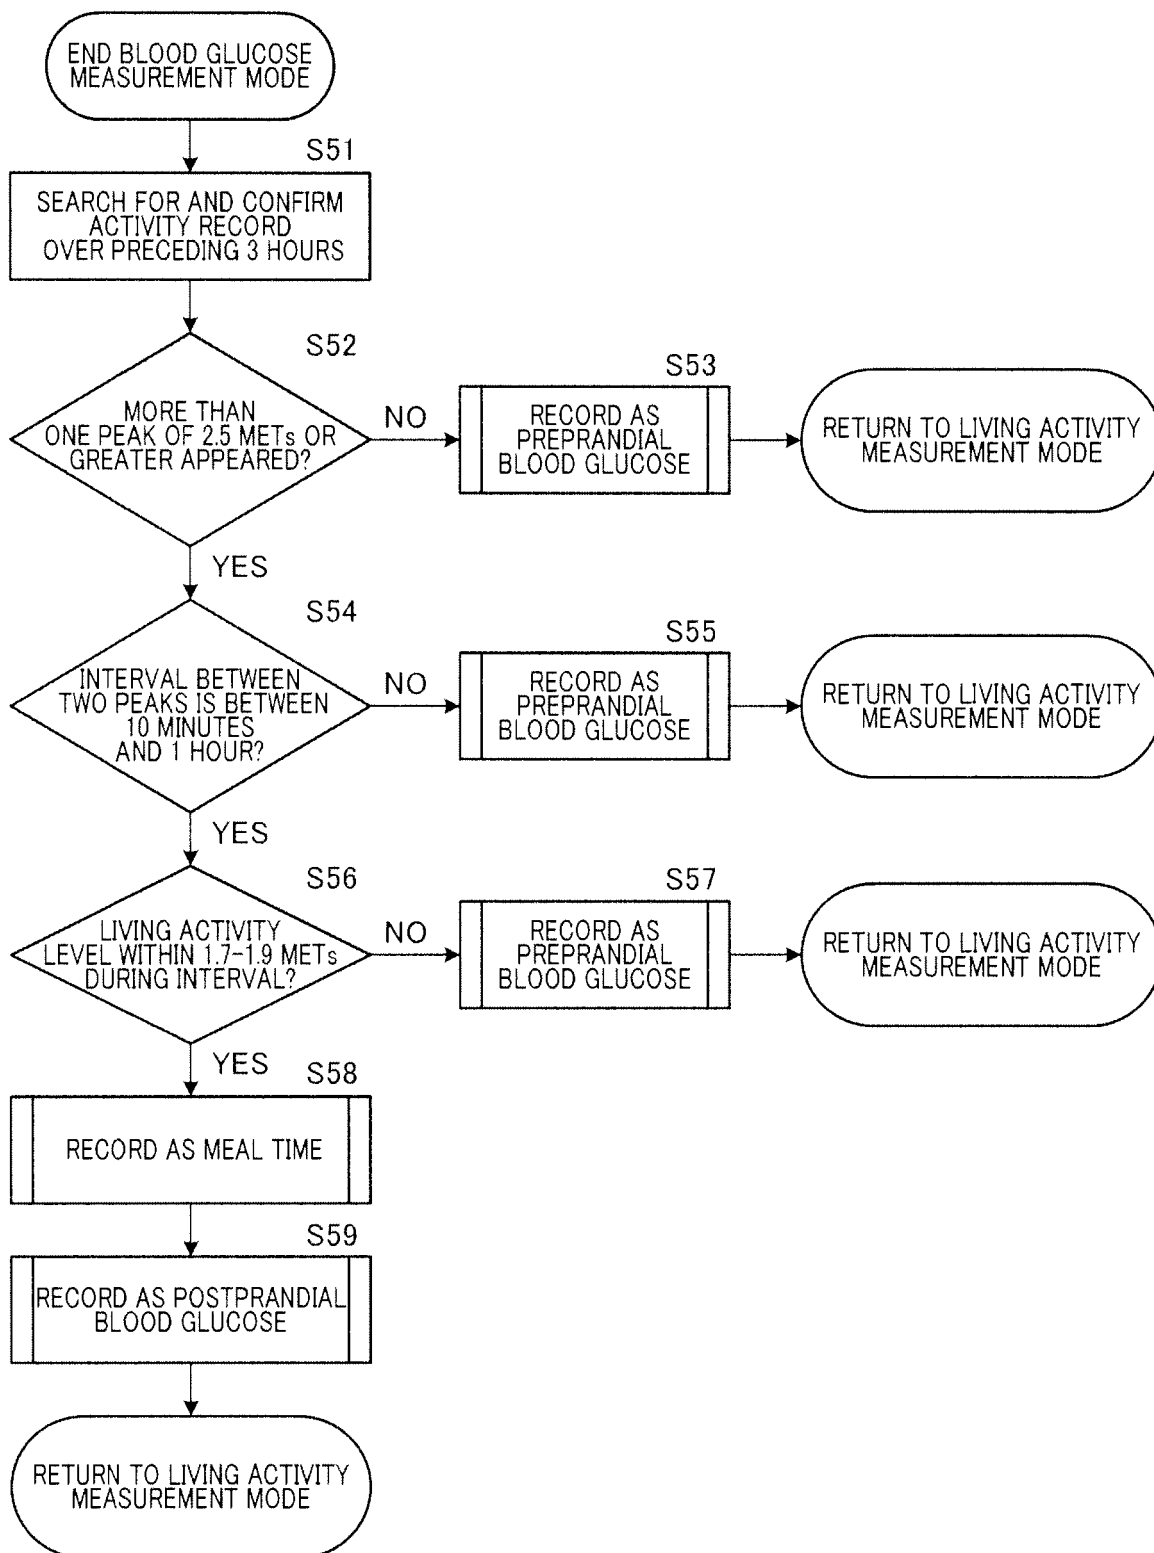 END BLOOD GLUCOSE
MEASUREMENT MODE
S51
SEARCH FOR AND CONFIRM
ACTIVITY RECORD
OVER PRECEDING 3 HOURS
S52
MORE THAN
ONE PEAK OF 2.5 METs OR
GREATER APPEARED?
NO
S53
RECORD AS
PREPRANDIAL
BLOOD GLUCOSE
RETURN TO LIVING ACTIVITY
MEASUREMENT MODE
YES
S54
INTERVAL BETWEEN
TWO PEAKS IS BETWEEN
10 MINUTES
AND 1 HOUR?
NO
S55
RECORD AS
PREPRANDIAL
BLOOD GLUCOSE
RETURN TO LIVING ACTIVITY
MEASUREMENT MODE
YES
S56
LIVING ACTIVITY
LEVEL WITHIN 1.7-1.9 METs
DURING INTERVAL?
NO
S57
RECORD AS
PREPRANDIAL
BLOOD GLUCOSE
RETURN TO LIVING ACTIVITY
MEASUREMENT MODE
YES
S58
RECORD AS MEAL TIME
S59
RECORD AS POSTPRANDIAL
BLOOD GLUCOSE
RETURN TO LIVING ACTIVITY
MEASUREMENT MODE